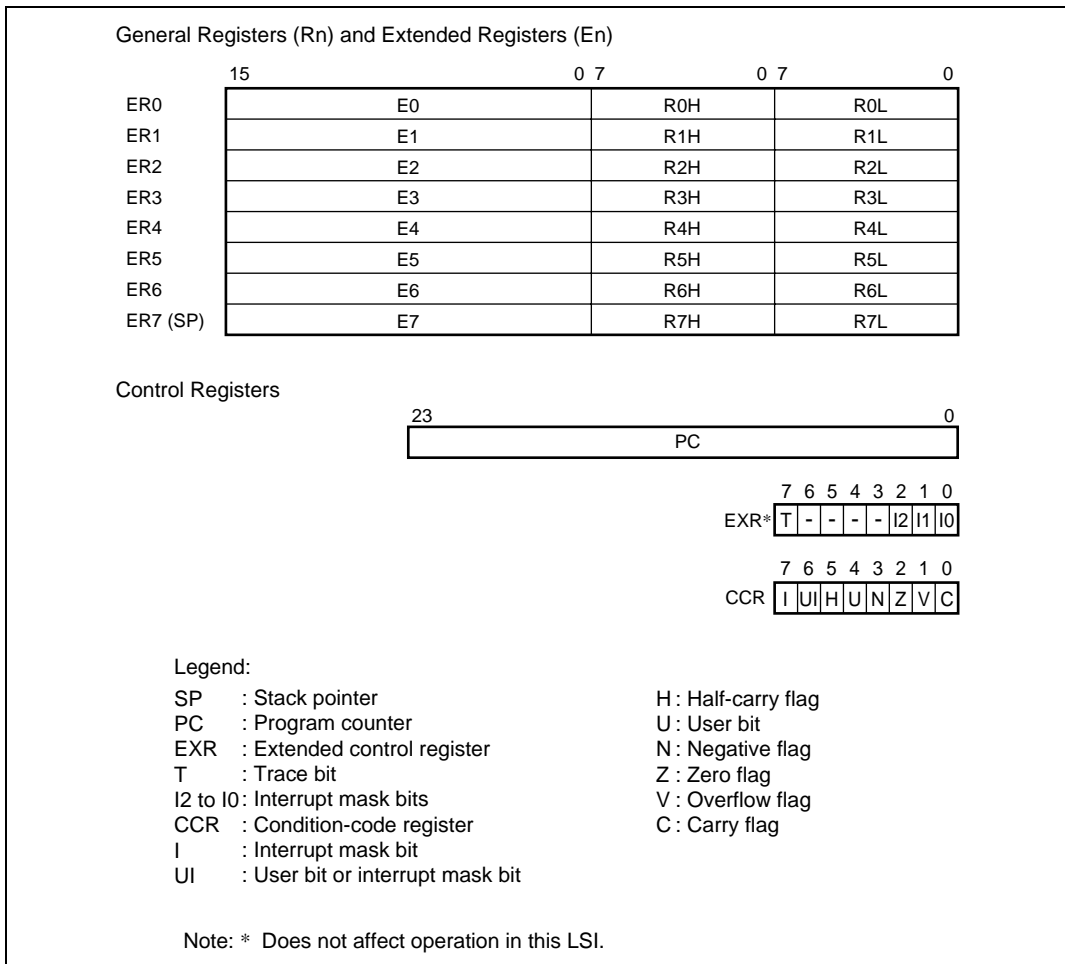 General Registers (Rn) and Extended Registers (En)
15 0 7 0 7 0
ER0 E0 R0H R0L
ER1 E1 R1H R1L
ER2 E2 R2H R2L
ER3 E3 R3H R3L
ER4 E4 R4H R4L
ER5 E5 R5H R5L
ER6 E6 R6H R6L
ER7 (SP) E7 R7H R7L
Control Registers
23 0
PC
7 6 5 4 3 2 1 0
EXR* T - - - - I2 I1 I0
7 6 5 4 3 2 1 0
CCR I UI H U N Z V C
Legend:
SP : Stack pointer
PC : Program counter
EXR : Extended control register
T : Trace bit
I2 to I0 : Interrupt mask bits
CCR : Condition-code register
I : Interrupt mask bit
UI : User bit or interrupt mask bit
H : Half-carry flag
U : User bit
N : Negative flag
Z : Zero flag
V : Overflow flag
C : Carry flag
Note: * Does not affect operation in this LSI.